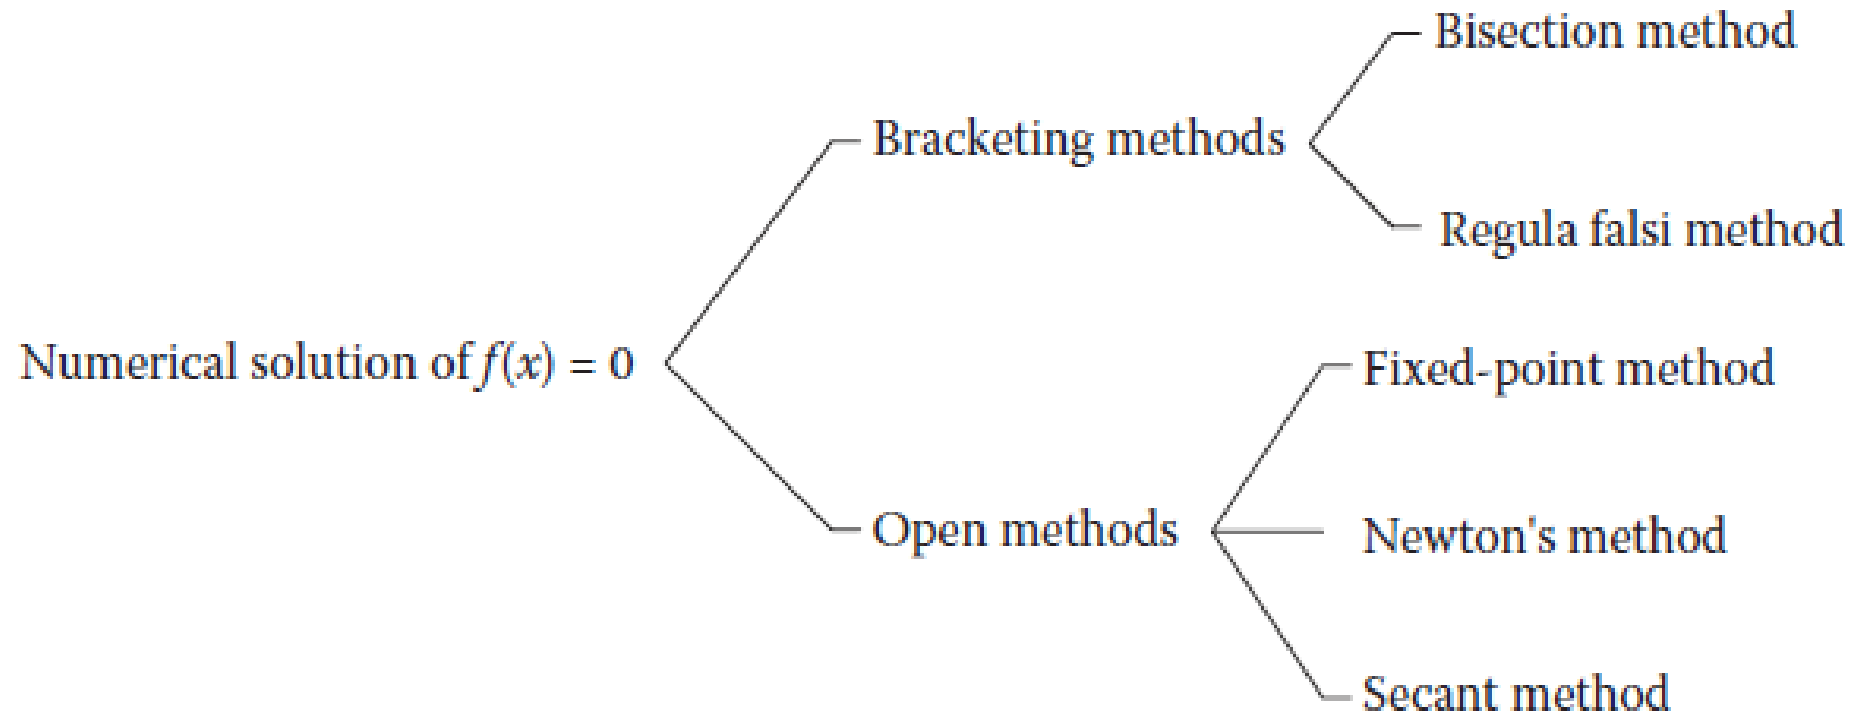 Bisection method
Bracketing methods
Regula falsi method
Numerical solution of f(x) = 0
Fixed-point method
Open methods
Newton's method
Secant method